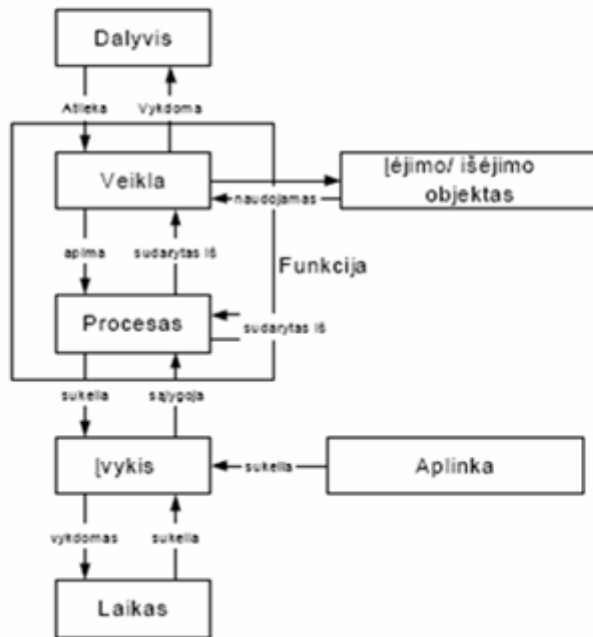 Dalyvis
Atlieka
Vykdoma
Veikla
Įėjimo/ išėjimo
objektas
naudojamas
apima
sudarytas iš
Funkcija
Procesas
sudarytas iš
sukelia
sąlygoja
Įvykis
sukelia
Aplinka
vykdomas
sukelia
Laikas